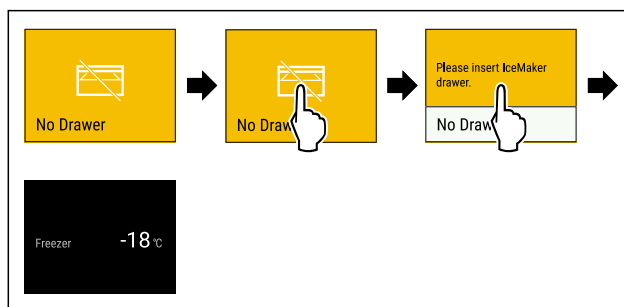 No Drawer
No Draw
Please insert IceMaker
drawer.
No Draw
Freezer -18 °C